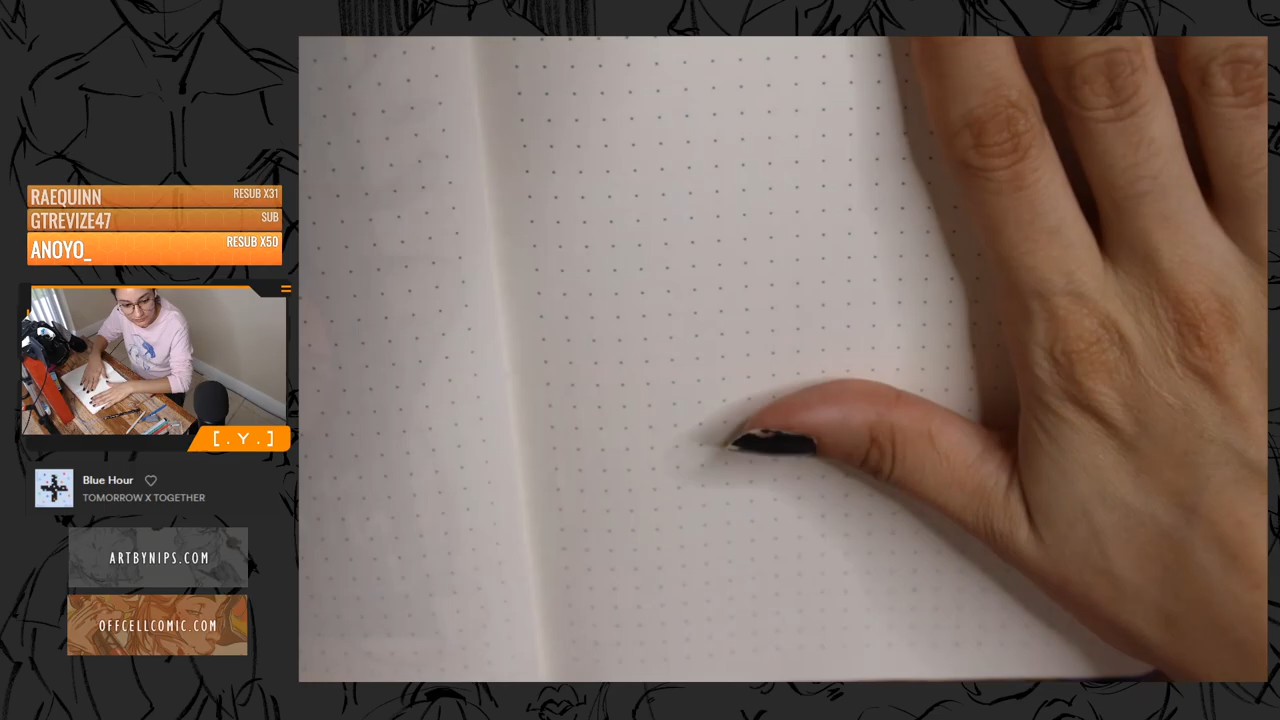 RAEQUINN RESUB X31
GTREVIZE47 SUB
ANOYO_ RESUB X50
[ . Y . ]
Blue Hour
TOMORROW X TOGETHER
ARTBYNIPS.COM
OFFCELLCOMIC.COM